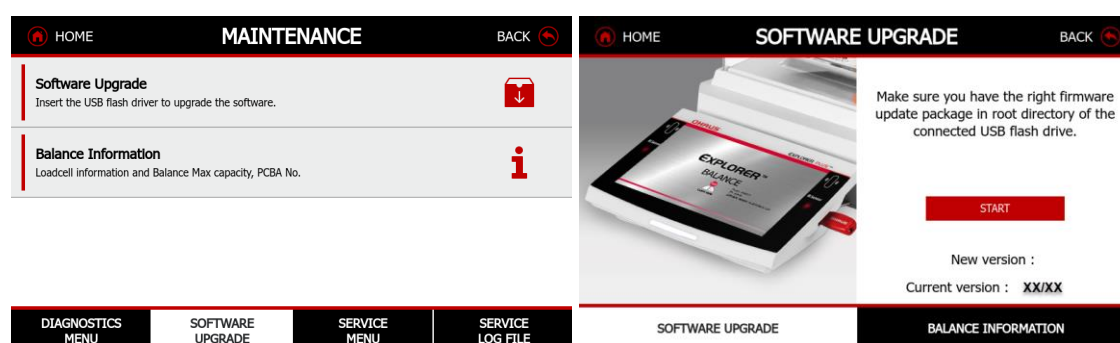 HOME
MAINTENANCE
BACK
Software Upgrade
Insert the USB flash driver to upgrade the software.
Balance Information
Loadcell information and Balance Max capacity, PCBA No.
DIAGNOSTICS
MENU
SOFTWARE
UPGRADE
SERVICE
MENU
SERVICE
LOG FILE
HOME
SOFTWARE UPGRADE
BACK
OHAUS
EXPLORER™
BALANCE
Make sure you have the right firmware
update package in root directory of the
connected USB flash drive.
START
New version :
Current version : XX/XX
SOFTWARE UPGRADE
BALANCE INFORMATION